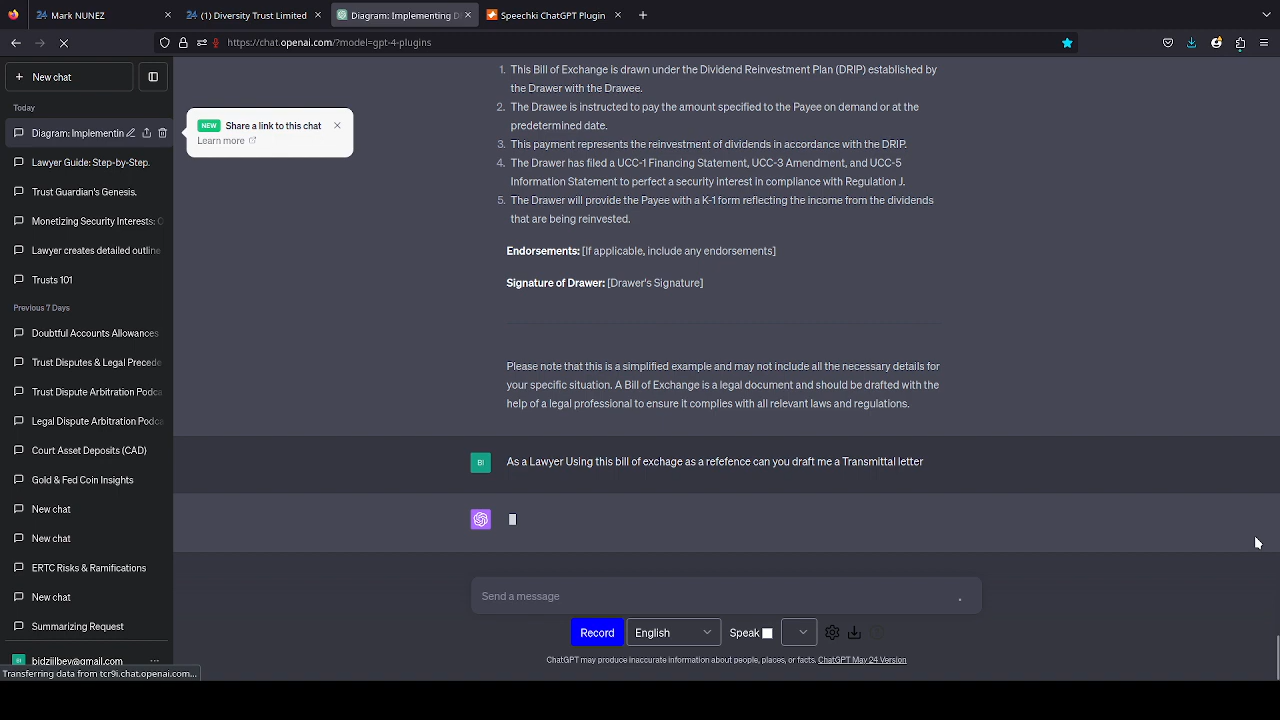 Mark NUNEZ
(1) Diversity Trust Limited
Diagram: Implementing D
Speechki ChatGPT Plugin
https://chat.openai.com/?model=gpt-4-plugins
New chat
Today
Diagram: Implementin
Lawyer Guide: Step-by-Step.
Trust Guardian's Genesis.
Monetizing Security Interests: C
Lawyer creates detailed outline
Trusts 101
Previous 7 Days
Doubtful Accounts Allowances
Trust Disputes & Legal Precede
Trust Dispute Arbitration Podca
Legal Dispute Arbitration Podca
Court Asset Deposits (CAD)
Gold & Fed Coin Insights
New chat
New chat
ERTC Risks & Ramifications
New chat
Summarizing Request
BI
bidzillbey@gmail.com
Transferring data from tcr9i.chat.openai.com...
NEW Share a link to this chat
Learn more
1. This Bill of Exchange is drawn under the Dividend Reinvestment Plan (DRIP) established by
the Drawer with the Drawee.
2. The Drawee is instructed to pay the amount specified to the Payee on demand or at the
predetermined date.
3. This payment represents the reinvestment of dividends in accordance with the DRIP.
4. The Drawer has filed a UCC-1 Financing Statement, UCC-3 Amendment, and UCC-5
Information Statement to perfect a security interest in compliance with Regulation J.
5. The Drawer will provide the Payee with a K-1 form reflecting the income from the dividends
that are being reinvested.
Endorsements: [If applicable, include any endorsements]
Signature of Drawer: [Drawer's Signature]
Please note that this is a simplified example and may not include all the necessary details for
your specific situation. A Bill of Exchange is a legal document and should be drafted with the
help of a legal professional to ensure it complies with all relevant laws and regulations.
BI
As a Lawyer Using this bill of exchage as a refefence can you draft me a Transmittal letter
Send a message
Record
English
Speak
ChatGPT may produce inaccurate information about people, places, or facts. ChatGPT May 24 Version